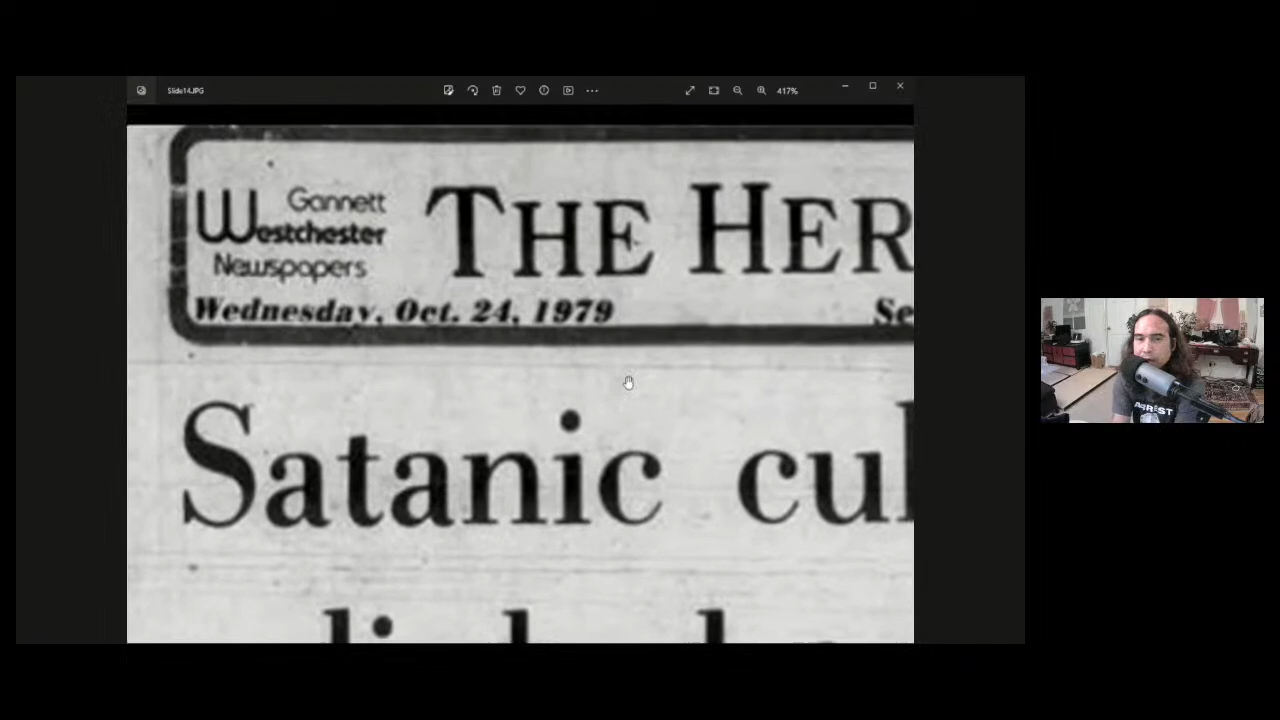 Slide14.JPG
417%
Gannett
Westchester
Newspapers
THE HER
Wednesday, Oct. 24, 1979
Se
Satanic cul